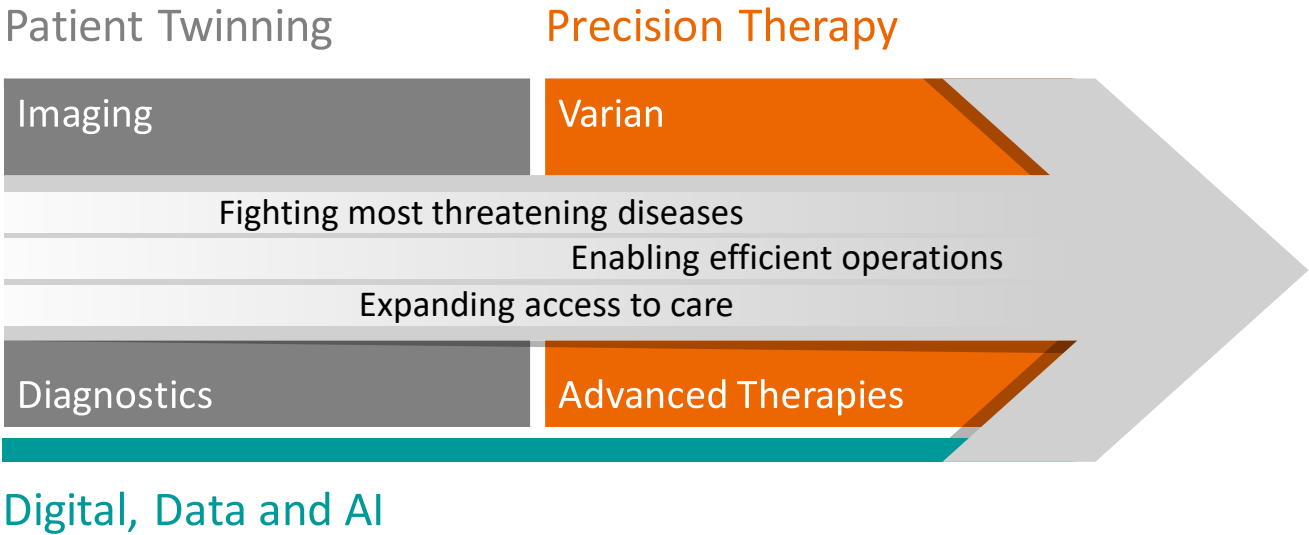 Patient Twinning
Precision Therapy
Imaging
Varian
Fighting most threatening diseases
Enabling efficient operations
Expanding access to care
Diagnostics
Advanced Therapies
Digital, Data and AI